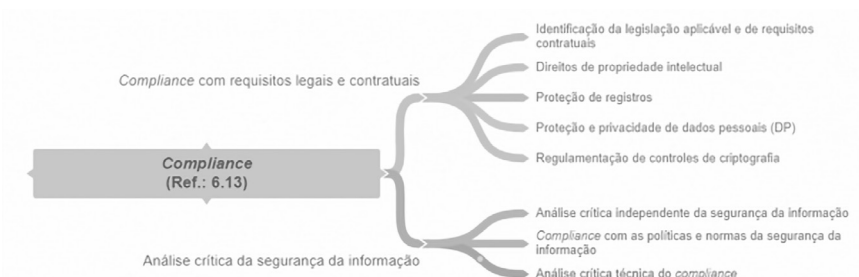 Identificação da legislação aplicável e de requisitos
contratuais
Compliance com requisitos legais e contratuais
Direitos de propriedade intelectual
Proteção de registros
Proteção e privacidade de dados pessoais (DP)
Regulamentação de controles de criptografia
Compliance
(Ref.: 6.13)
Análise crítica da segurança da informação
Análise crítica independente da segurança da informação
Compliance com as políticas e normas da segurança da
informação
Análise crítica técnica do compliance